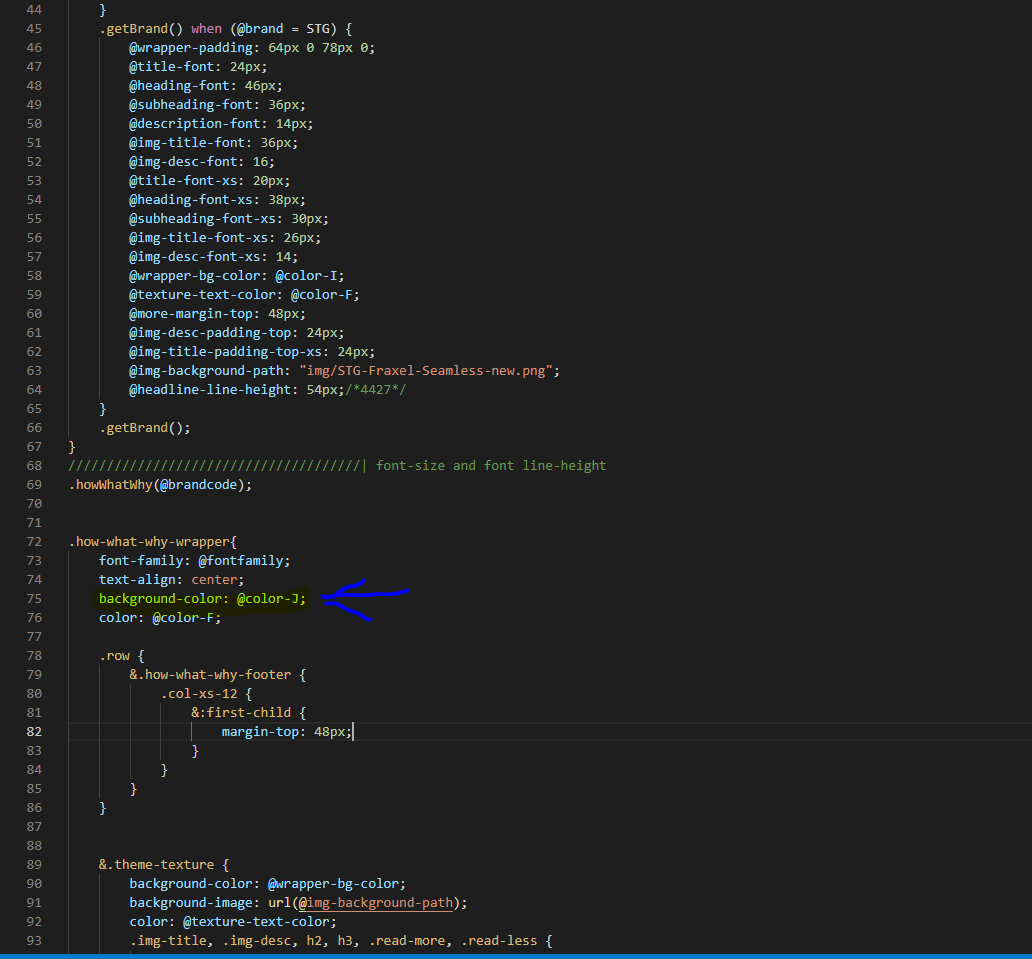 44 }
45 .getBrand() when (@brand = STG) {
46 @wrapper-padding: 64px 0 78px 0;
47 @title-font: 24px;
48 @heading-font: 46px;
49 @subheading-font: 36px;
50 @description-font: 14px;
51 @img-title-font: 36px;
52 @img-desc-font: 16;
53 @title-font-xs: 20px;
54 @heading-font-xs: 38px;
55 @subheading-font-xs: 30px;
56 @img-title-font-xs: 26px;
57 @img-desc-font-xs: 14;
58 @wrapper-bg-color: @color-I;
59 @texture-text-color: @color-F;
60 @more-margin-top: 48px;
61 @img-desc-padding-top: 24px;
62 @img-title-padding-top-xs: 24px;
63 @img-background-path: "img/STG-Fraxel-Seamless-new.png";
64 @headline-line-height: 54px;/*4427*/
65 }
66 .getBrand();
67 }
68 //////////////////////////////////////| font-size and font line-height
69 .howWhatWhy(@brandcode);
70
71
72 .how-what-why-wrapper{
73 font-family: @fontfamily;
74 text-align: center;
75 background-color: @color-J;
76 color: @color-F;
77
78 .row {
79 &.how-what-why-footer {
80 .col-xs-12 {
81 &:first-child {
82 margin-top: 48px;
83 }
84 }
85 }
86 }
87
88
89 &.theme-texture {
90 background-color: @wrapper-bg-color;
91 background-image: url(@img-background-path);
92 color: @texture-text-color;
93 .img-title, .img-desc, h2, h3, .read-more, .read-less {